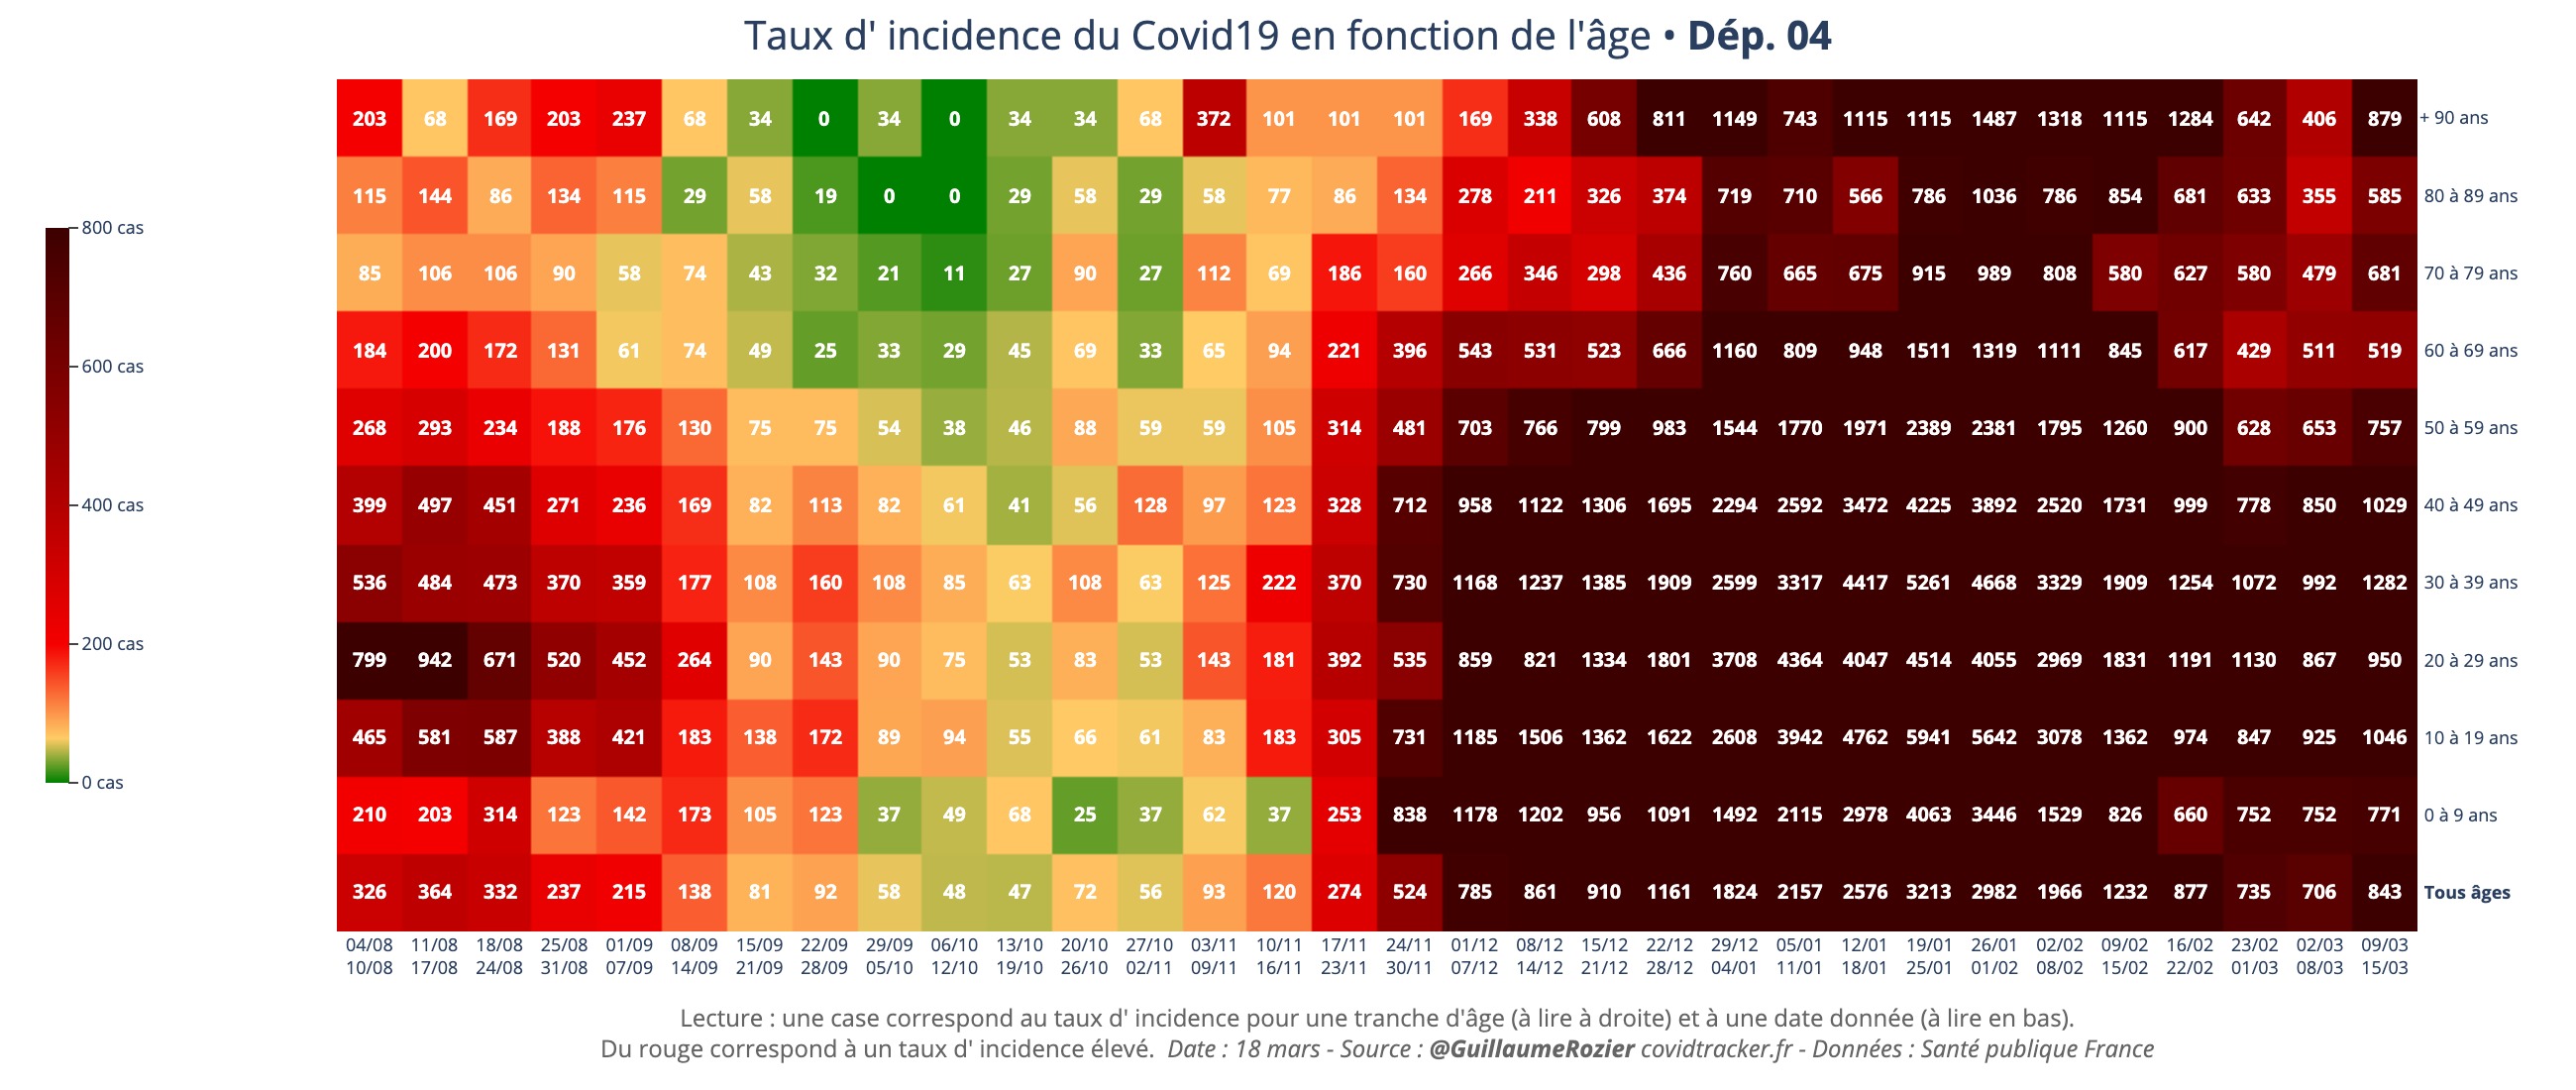 Taux d' incidence du Covid19 en fonction de l'âge • Dép. 04
800 cas
600 cas
400 cas
200 cas
0 cas
203 68 169 203 237 68 34 0 34 0 34 34 68 372 101 101 101 169 338 608 811 1149 743 1115 1115 1487 1318 1115 1284 642 406 879 + 90 ans
115 144 86 134 115 29 58 19 0 0 29 58 29 58 77 86 134 278 211 326 374 719 710 566 786 1036 786 854 681 633 355 585 80 à 89 ans
85 106 106 90 58 74 43 32 21 11 27 90 27 112 69 186 160 266 346 298 436 760 665 675 915 989 808 580 627 580 479 681 70 à 79 ans
184 200 172 131 61 74 49 25 33 29 45 69 33 65 94 221 396 543 531 523 666 1160 809 948 1511 1319 1111 845 617 429 511 519 60 à 69 ans
268 293 234 188 176 130 75 75 54 38 46 88 59 59 105 314 481 703 766 799 983 1544 1770 1971 2389 2381 1795 1260 900 628 653 757 50 à 59 ans
399 497 451 271 236 169 82 113 82 61 41 56 128 97 123 328 712 958 1122 1306 1695 2294 2592 3472 4225 3892 2520 1731 999 778 850 1029 40 à 49 ans
536 484 473 370 359 177 108 160 108 85 63 108 63 125 222 370 730 1168 1237 1385 1909 2599 3317 4417 5261 4668 3329 1909 1254 1072 992 1282 30 à 39 ans
799 942 671 520 452 264 90 143 90 75 53 83 53 143 181 392 535 859 821 1334 1801 3708 4364 4047 4514 4055 2969 1831 1191 1130 867 950 20 à 29 ans
465 581 587 388 421 183 138 172 89 94 55 66 61 83 183 305 731 1185 1506 1362 1622 2608 3942 4762 5941 5642 3078 1362 974 847 925 1046 10 à 19 ans
210 203 314 123 142 173 105 123 37 49 68 25 37 62 37 253 838 1178 1202 956 1091 1492 2115 2978 4063 3446 1529 826 660 752 752 771 0 à 9 ans
326 364 332 237 215 138 81 92 58 48 47 72 56 93 120 274 524 785 861 910 1161 1824 2157 2576 3213 2982 1966 1232 877 735 706 843 Tous âges
04/08 11/08 18/08 25/08 01/09 08/09 15/09 22/09 29/09 06/10 13/10 20/10 27/10 03/11 10/11 17/11 24/11 01/12 08/12 15/12 22/12 29/12 05/01 12/01 19/01 26/01 02/02 09/02 16/02 23/02 02/03 09/03
10/08 17/08 24/08 31/08 07/09 14/09 21/09 28/09 05/10 12/10 19/10 26/10 02/11 09/11 16/11 23/11 30/11 07/12 14/12 21/12 28/12 04/01 11/01 18/01 25/01 01/02 08/02 15/02 22/02 01/03 08/03 15/03
Lecture : une case correspond au taux d' incidence pour une tranche d'âge (à lire à droite) et à une date donnée (à lire en bas).
Du rouge correspond à un taux d' incidence élevé. Date : 18 mars - Source : @GuillaumeRozier covidtracker.fr - Données : Santé publique France